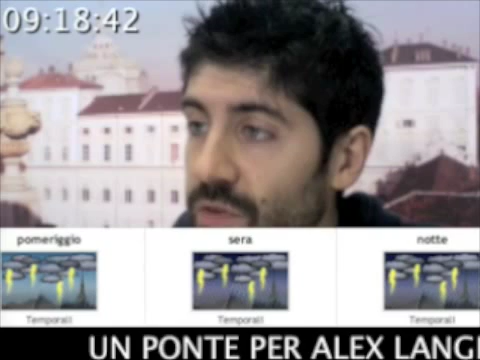 09:18:42
pomeriggio sera notte
Temporali Temporali Temporali
UN PONTE PER ALEX LANG